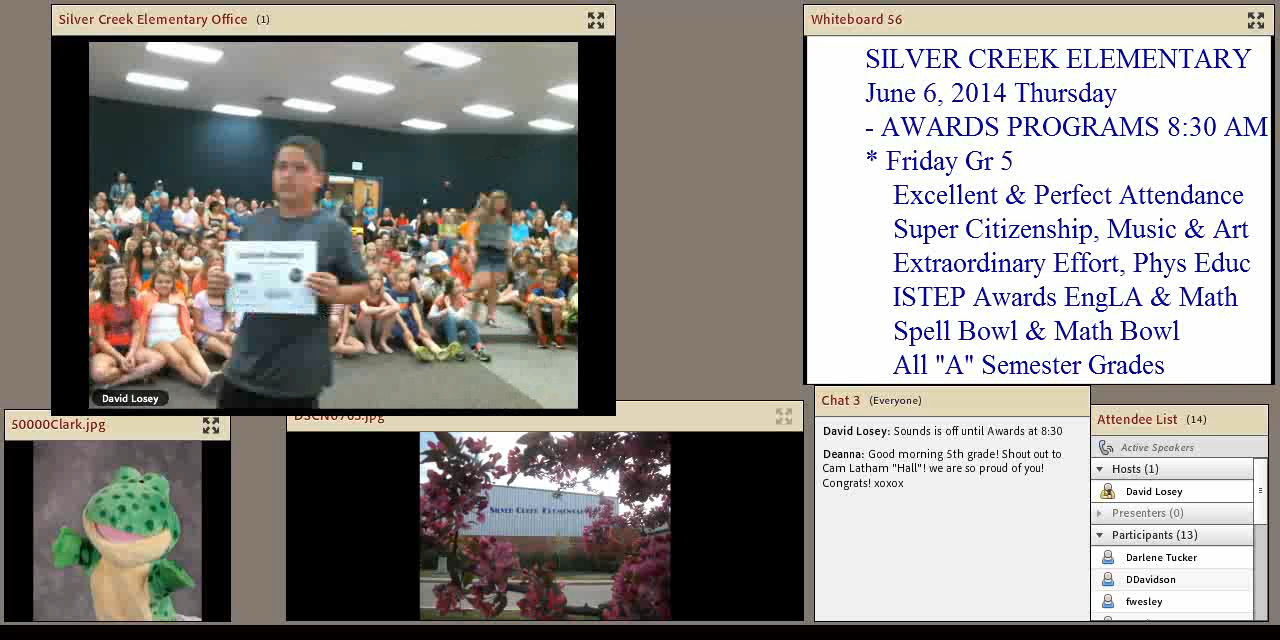 Silver Creek Elementary Office (1)
David Losey
Whiteboard 56
SILVER CREEK ELEMENTARY
June 6, 2014 Thursday
- AWARDS PROGRAMS 8:30 AM
* Friday Gr 5
Excellent & Perfect Attendance
Super Citizenship, Music & Art
Extraordinary Effort, Phys Educ
ISTEP Awards EngLA & Math
Spell Bowl & Math Bowl
All "A" Semester Grades
50000Clark.jpg
SILVER CREEK ELEMENTARY
Chat 3 (Everyone)
David Losey: Sounds is off until Awards at 8:30
Deanna: Good morning 5th grade! Shout out to
Cam Latham "Hall"! we are so proud of you!
Congrats! xoxox
Attendee List (14)
Active Speakers
Hosts (1)
David Losey
Presenters (0)
Participants (13)
Darlene Tucker
DDavidson
fwesley